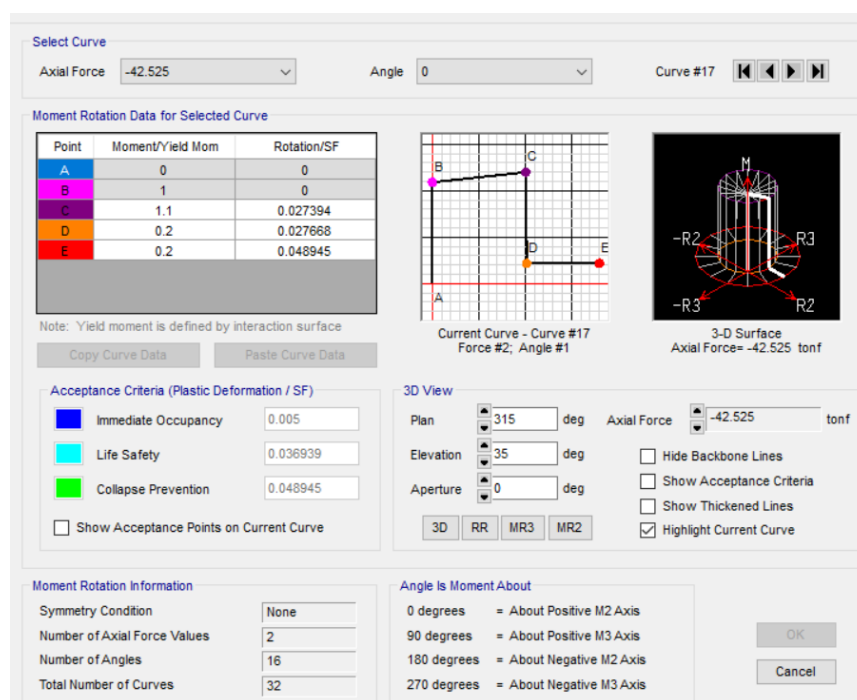 Select Curve
Axial Force -42.525 Angle 0 Curve #17
Moment Rotation Data for Selected Curve
Point Moment/Yield Mom Rotation/SF
A 0 0
B 1 0
C 1.1 0.027394
D 0.2 0.027668
E 0.2 0.048945
Note: Yield moment is defined by interaction surface
Copy Curve Data Paste Curve Data
B C D E A
Current Curve - Curve #17
Force #2; Angle #1
M -R2 R3 -R3 R2
3-D Surface
Axial Force= -42.525 tonf
Acceptance Criteria (Plastic Deformation / SF)
Immediate Occupancy 0.005
Life Safety 0.036939
Collapse Prevention 0.048945
Show Acceptance Points on Current Curve
3D View
Plan 315 deg Axial Force -42.525 tonf
Elevation 35 deg Hide Backbone Lines
Show Acceptance Criteria
Aperture 0 deg Show Thickened Lines
3D RR MR3 MR2 Highlight Current Curve
Moment Rotation Information
Symmetry Condition None
Number of Axial Force Values 2
Number of Angles 16
Total Number of Curves 32
Angle Is Moment About
0 degrees = About Positive M2 Axis
90 degrees = About Positive M3 Axis
180 degrees = About Negative M2 Axis
270 degrees = About Negative M3 Axis
OK
Cancel